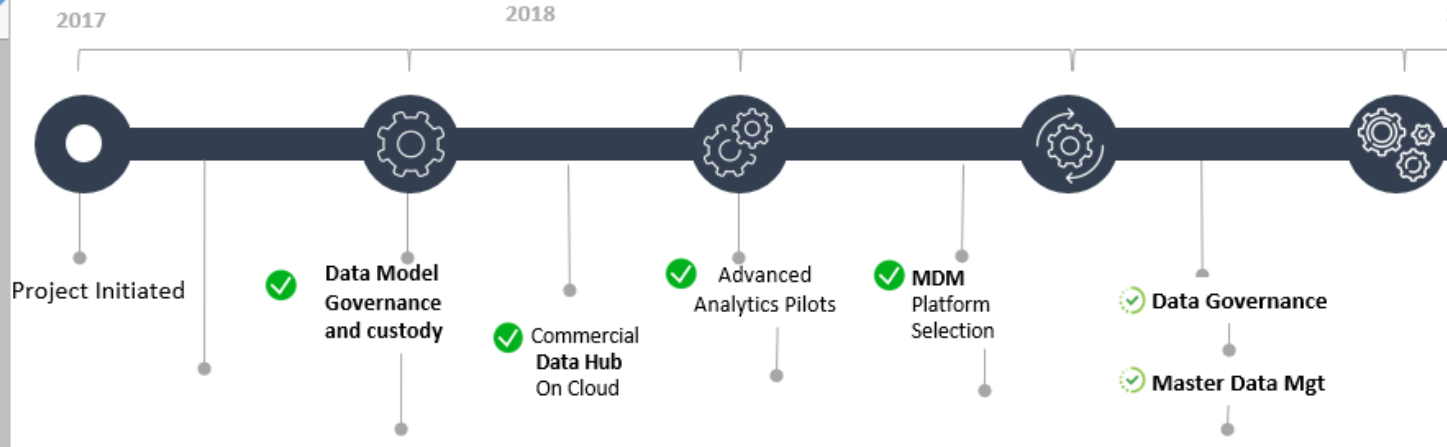 2017
2018
Project Initiated
Data Model
Governance
and custody
Commercial
Data Hub
On Cloud
Advanced
Analytics Pilots
MDM
Platform
Selection
Data Governance
Master Data Mgt